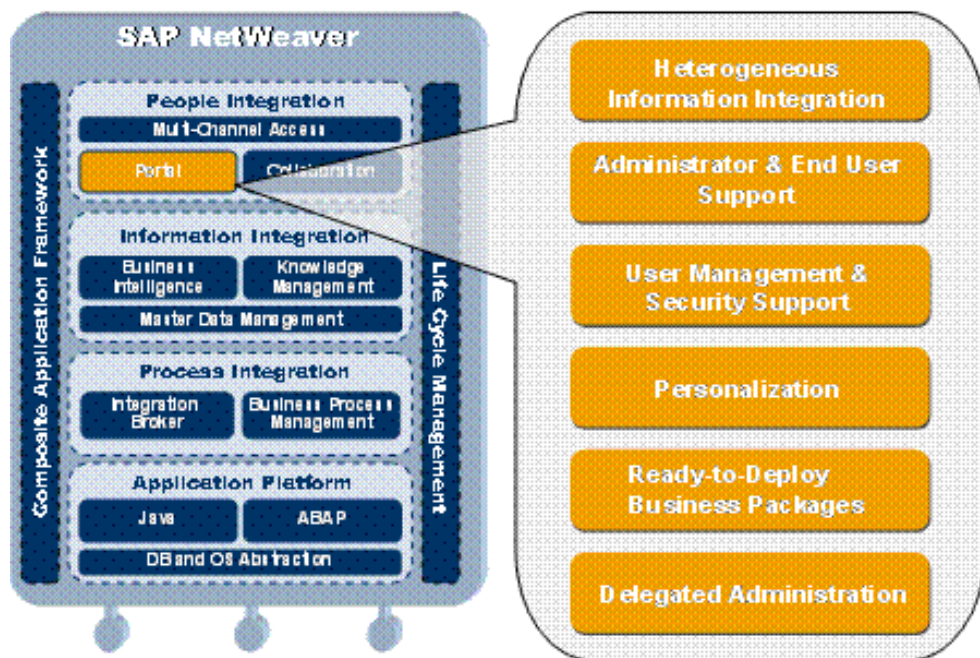 SAP NetWeaver
Composite Application Framework
People Integration
Multi-Channel Access
Portal
Collaboration
Information Integration
Business
Intelligence
Knowledge
Management
Master Data Management
Process Integration
Integration
Broker
Business Process
Management
Application Platform
Java
ABAP
DB and OS Abstraction
Life Cycle Management
Heterogeneous
Information Integration
Administrator & End User
Support
User Management &
Security Support
Personalization
Ready-to-Deploy
Business Packages
Delegated Administration